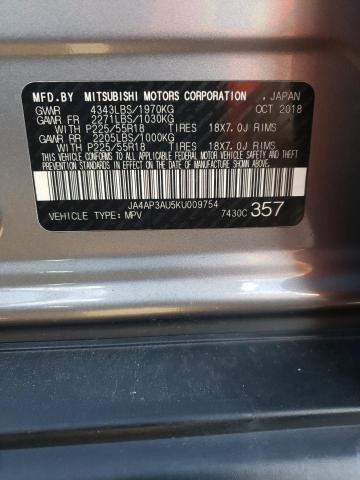 MFD.BY MITSUBISHI MOTORS CORPORATION . JAPAN
GVWR 4343LBS/1970KG OCT 2018
GAWR FR 2271LBS/1030KG
WITH P225/55R18 TIRES 18X7.0J RIMS
GAWR RR 2205LBS/1000KG
WITH P225/55R18 TIRES 18X7.0J RIMS
THIS VEHICLE CONFORMS TO ALL APPLICABLE FEDERAL MOTOR VEHICLE SAFETY, BUMPER, AND THEFT PREVENTION STANDARDS IN EFFECT ON THE DATE OF MANUFACTURE SHOWN ABOVE.
JA4AP3AU5KU009754
VEHICLE TYPE: MPV 7430C 357